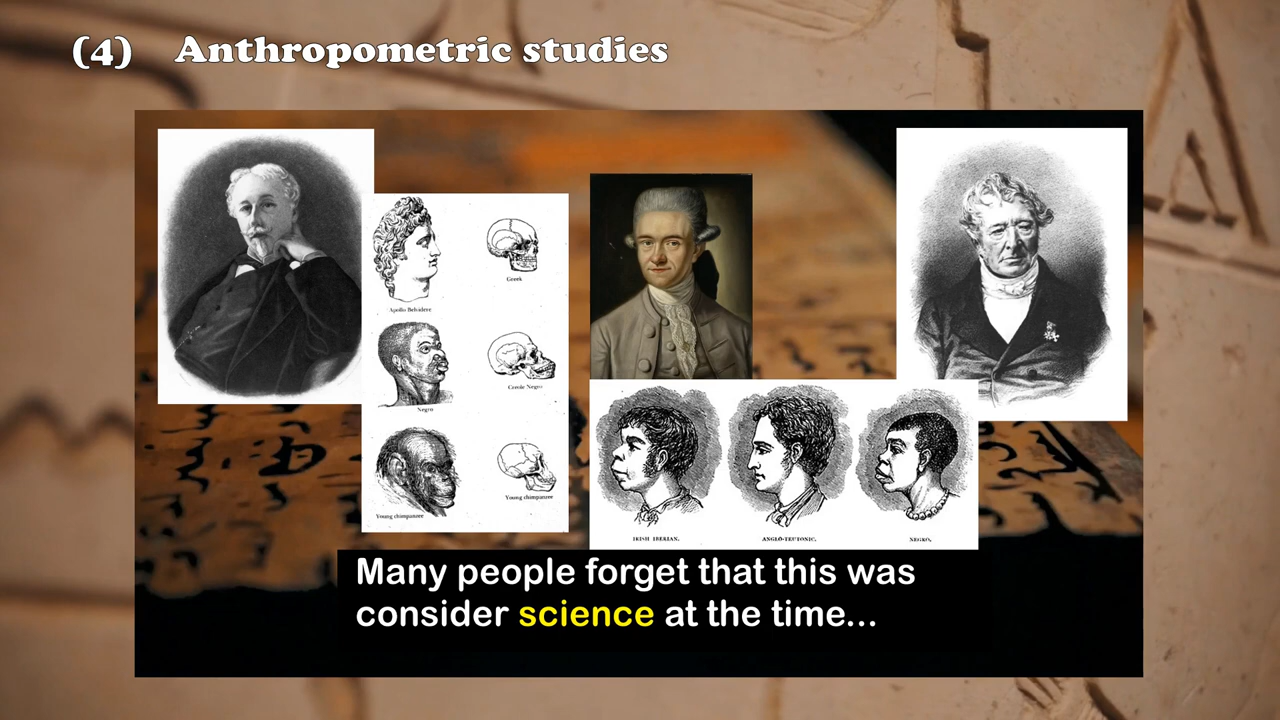 (4) Anthropometric studies
Apollo Belvidere
Greek
Negro
Creole Negro
Young chimpanzee
Young chimpanzee
IRISH IBERIAN.
ANGLO-TEUTONIC.
NEGRO.
Many people forget that this was
consider science at the time...